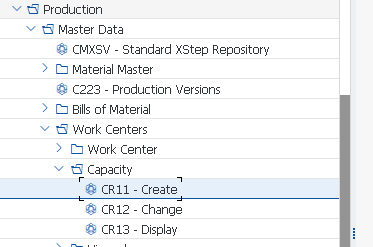 Production
Master Data
CMXSV - Standard XStep Repository
Material Master
C223 - Production Versions
Bills of Material
Work Centers
Work Center
Capacity
CR11 - Create
CR12 - Change
CR13 - Display